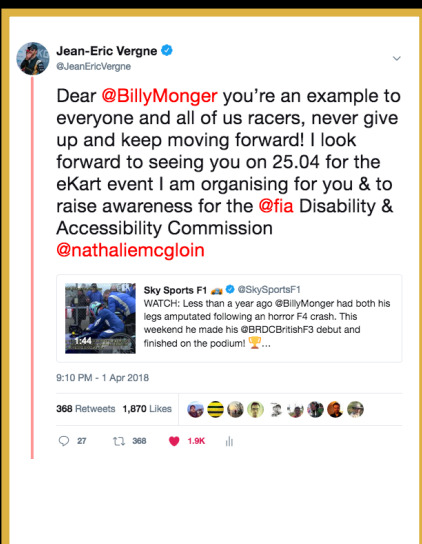 Jean-Eric Vergne
@JeanEricVergne
Dear @BillyMonger you're an example to
everyone and all of us racers, never give
up and keep moving forward! I look
forward to seeing you on 25.04 for the
eKart event I am organising for you & to
raise awareness for the @fia Disability &
Accessibility Commission
@nathaliemcgloin
Sky Sports F1 🏎 @SkySportsF1
WATCH: Less than a year ago @BillyMonger had both his
legs amputated following an horror F4 crash. This
weekend he made his @BRDCBritishF3 debut and
finished on the podium! 🏆...
1:44
9:10 PM - 1 Apr 2018
368 Retweets 1,870 Likes
27 368 1.9K